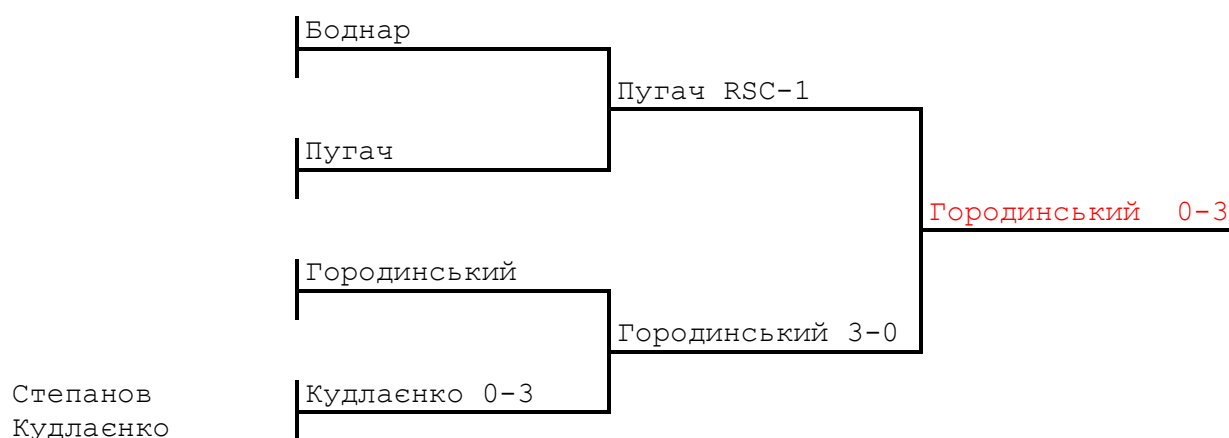 Боднар
Пугач RSC-1
Пугач
Городинський 0-3
Городинський
Городинський 3-0
Степанов
Кудлаєнко 0-3
Кудлаєнко